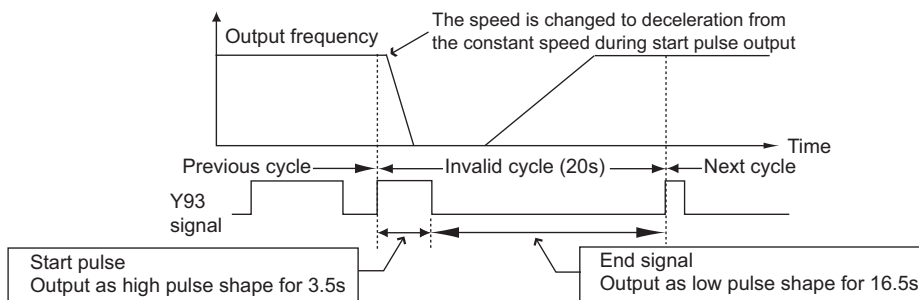 Output frequency
The speed is changed to deceleration from
the constant speed during start pulse output
Time
Previous cycle
Invalid cycle (20s)
Next cycle
Y93
signal
Start pulse
Output as high pulse shape for 3.5s
End signal
Output as low pulse shape for 16.5s